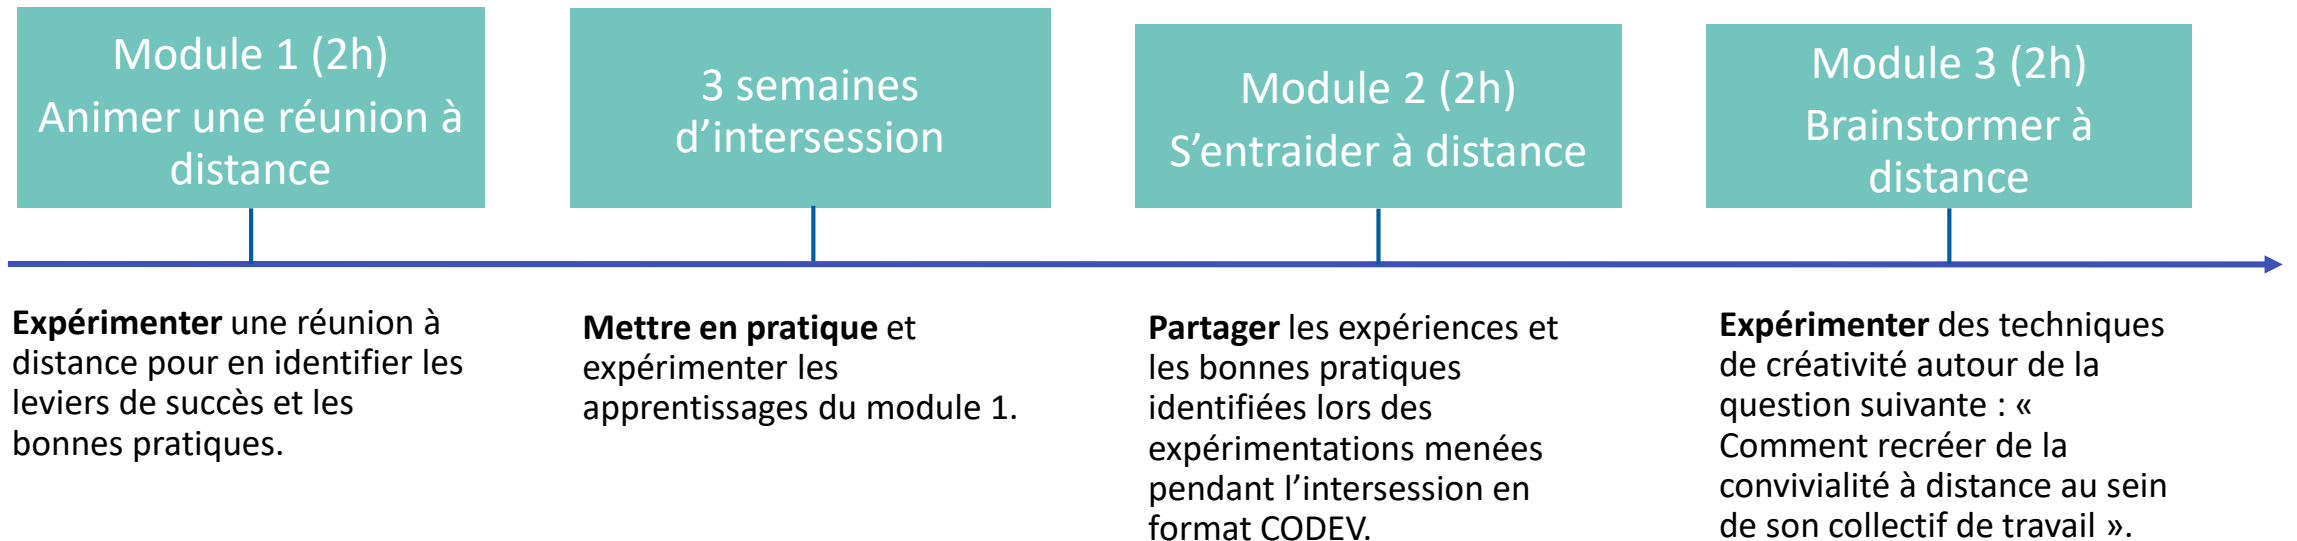 Module 1 (2h)
Animer une réunion à
distance
3 semaines
d’intersession
Module 2 (2h)
S’entraider à distance
Module 3 (2h)
Brainstormer à
distance
Expérimenter une réunion à
distance pour en identifier les
leviers de succès et les
bonnes pratiques.
Mettre en pratique et
expérimenter les
apprentissages du module 1.
Partager les expériences et
les bonnes pratiques
identifiées lors des
expérimentations menées
pendant l’intersession en
format CODEV.
Expérimenter des techniques
de créativité autour de la
question suivante : «
Comment recréer de la
convivialité à distance au sein
de son collectif de travail ».